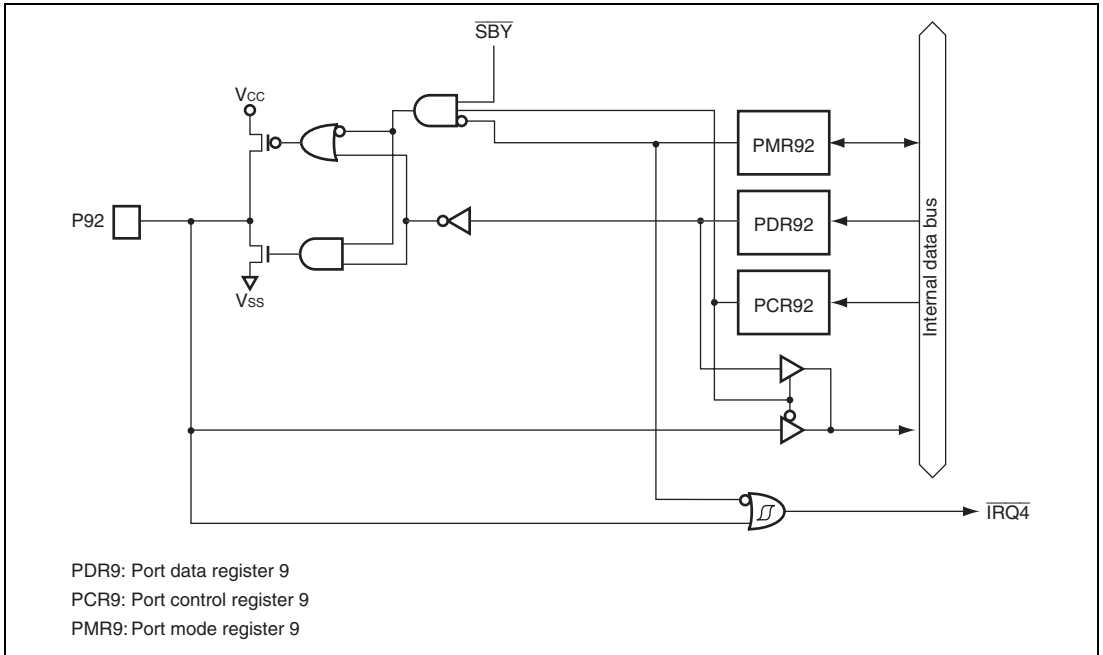 SBY
VCC
PMR92
P92
PDR92
PCR92
VSS
Internal data bus
IRQ4
PDR9: Port data register 9
PCR9: Port control register 9
PMR9: Port mode register 9